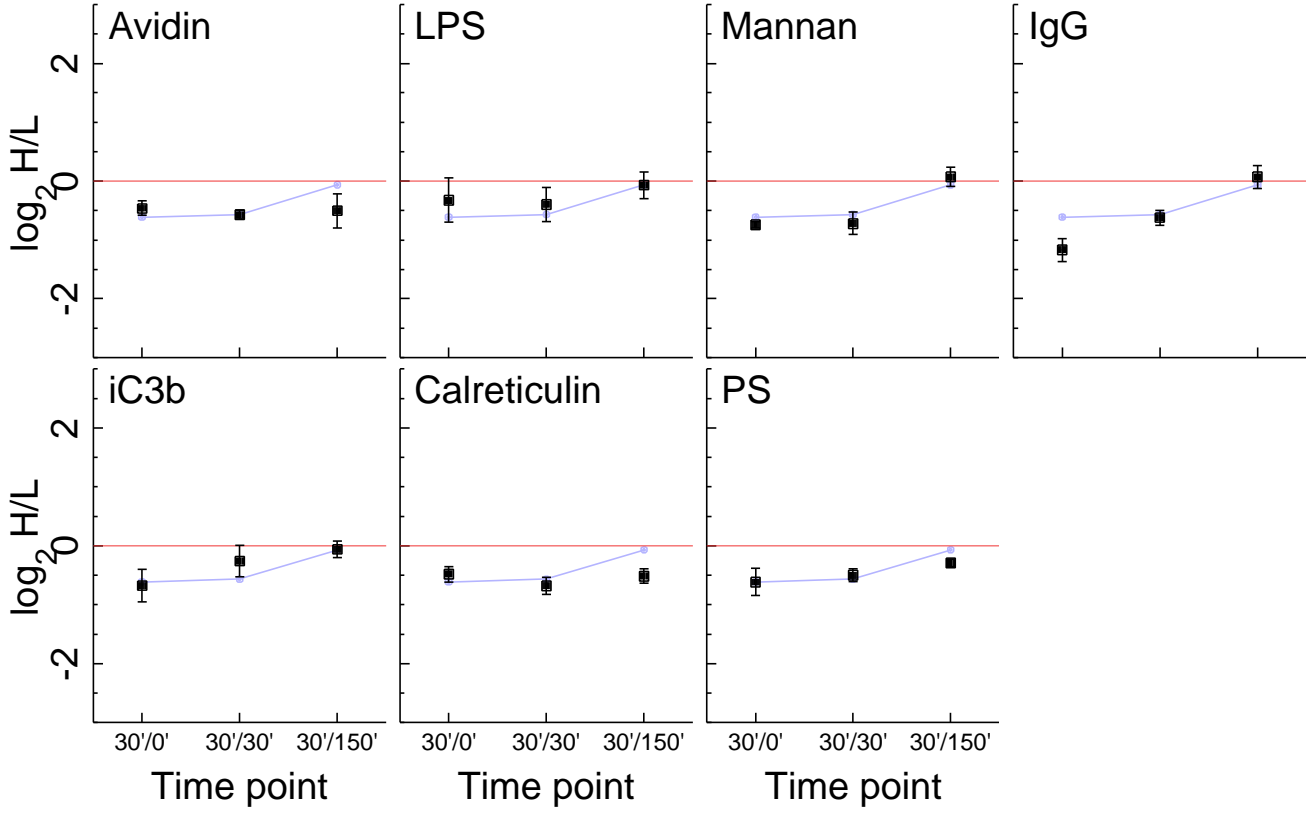 Avidin
LPS
Mannan
IgG
log2 H/L
2
0
-2
iC3b
Calreticulin
PS
log2 H/L
2
0
-2
30'/0' 30'/30' 30'/150'
30'/0' 30'/30' 30'/150'
30'/0' 30'/30' 30'/150'
Time point
Time point
Time point